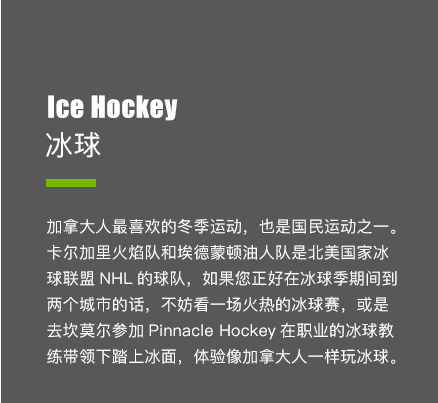 Ice Hockey
冰球
加拿大人最喜欢的冬季运动，也是国民运动之一。
卡尔加里火焰队和埃德蒙顿油人队是北美国家冰
球联盟 NHL 的球队，如果您正好在冰球季期间到
两个城市的话，不妨看一场火热的冰球赛，或是
去坎莫尔参加 Pinnacle Hockey 在职业的冰球教
练带领下踏上冰面，体验像加拿大人一样玩冰球。